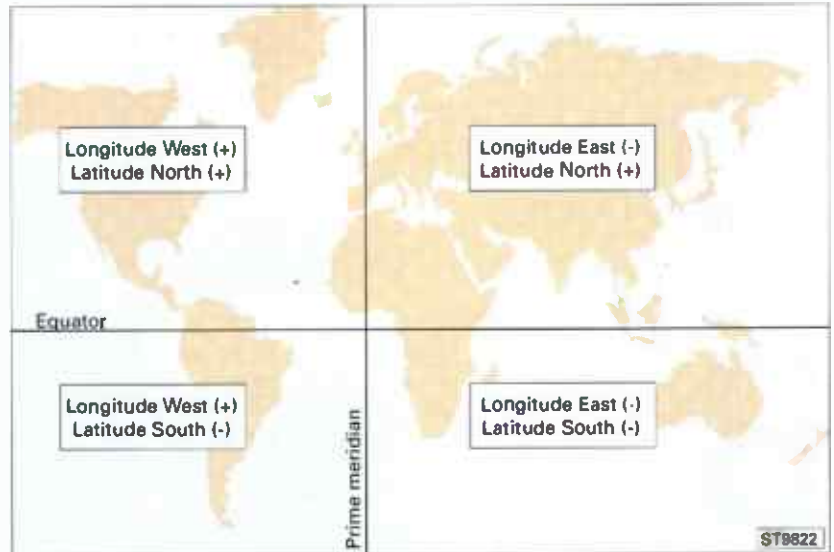 Longitude West (+)
Latitude North (+)
Longitude East (-)
Latitude North (+)
Equator
Longitude West (+)
Latitude South (-)
Prime meridian
Longitude East (-)
Latitude South (-)
ST9822